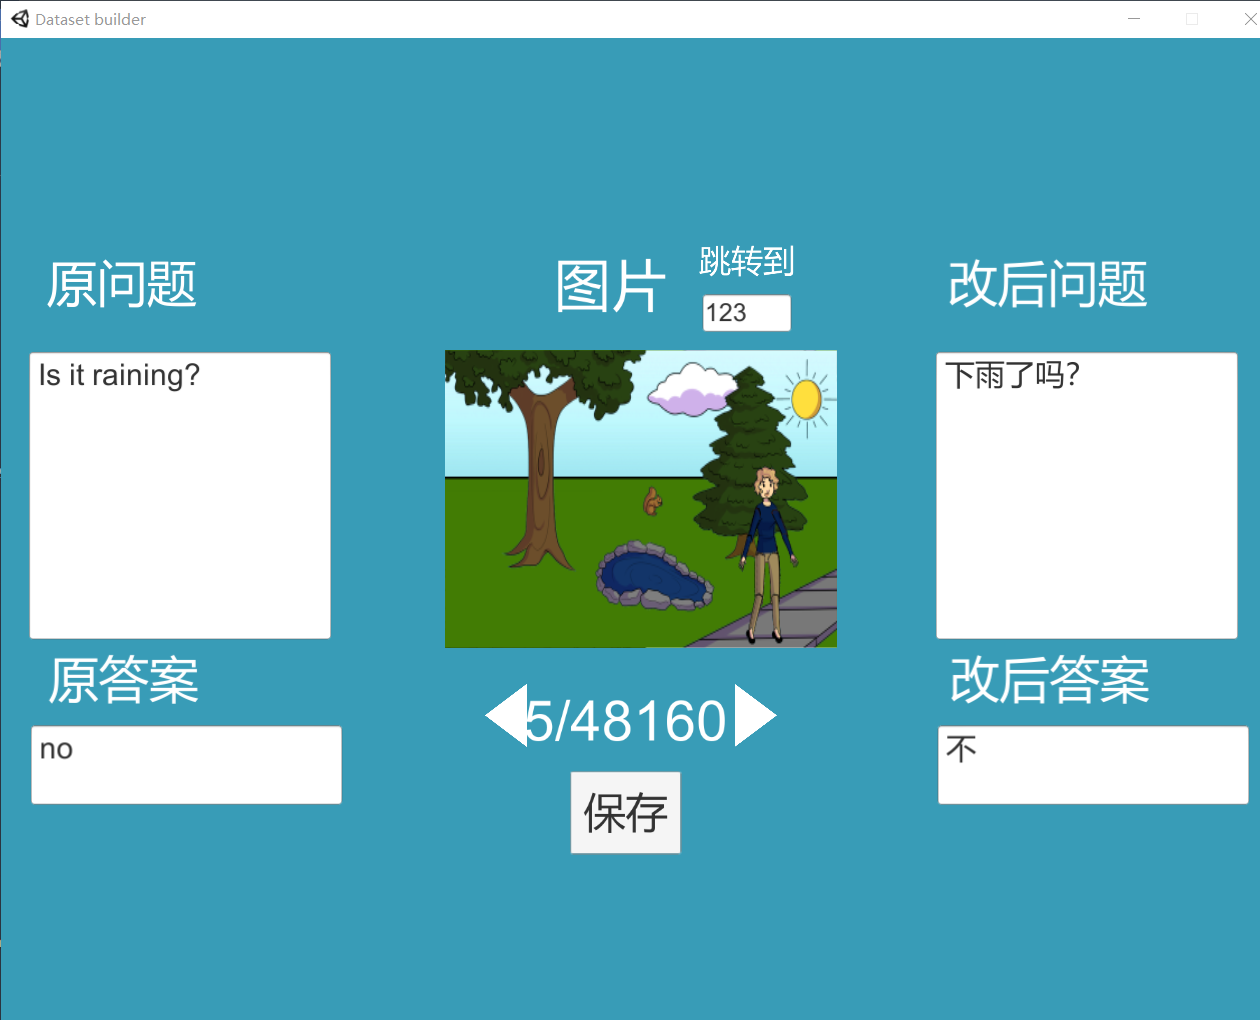 Dataset builder
原问题
图片
跳转到
123
改后问题
Is it raining?
下雨了吗？
原答案
5/48160
改后答案
no
不
保存